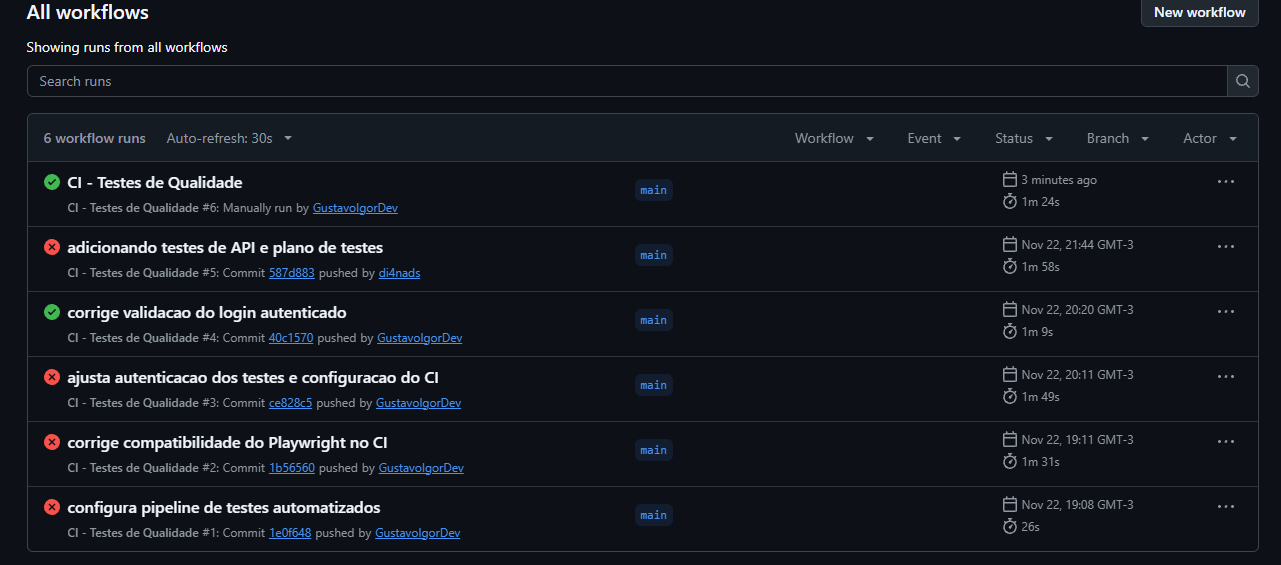 All workflows
New workflow
Showing runs from all workflows
Search runs
6 workflow runs Auto-refresh: 30s Workflow Event Status Branch Actor
CI - Testes de Qualidade
main
3 minutes ago
CI - Testes de Qualidade #6: Manually run by GustavoIgorDev
1m 24s
adicionando testes de API e plano de testes
main
Nov 22, 21:44 GMT-3
CI - Testes de Qualidade #5: Commit 587d883 pushed by di4nads
1m 58s
corrige validacao do login autenticado
main
Nov 22, 20:20 GMT-3
CI - Testes de Qualidade #4: Commit 40c1570 pushed by GustavoIgorDev
1m 9s
ajusta autenticacao dos testes e configuracao do CI
main
Nov 22, 20:11 GMT-3
CI - Testes de Qualidade #3: Commit ce828c5 pushed by GustavoIgorDev
1m 49s
corrige compatibilidade do Playwright no CI
main
Nov 22, 19:11 GMT-3
CI - Testes de Qualidade #2: Commit 1b56560 pushed by GustavoIgorDev
1m 31s
configura pipeline de testes automatizados
main
Nov 22, 19:08 GMT-3
CI - Testes de Qualidade #1: Commit 1e0f648 pushed by GustavoIgorDev
26s